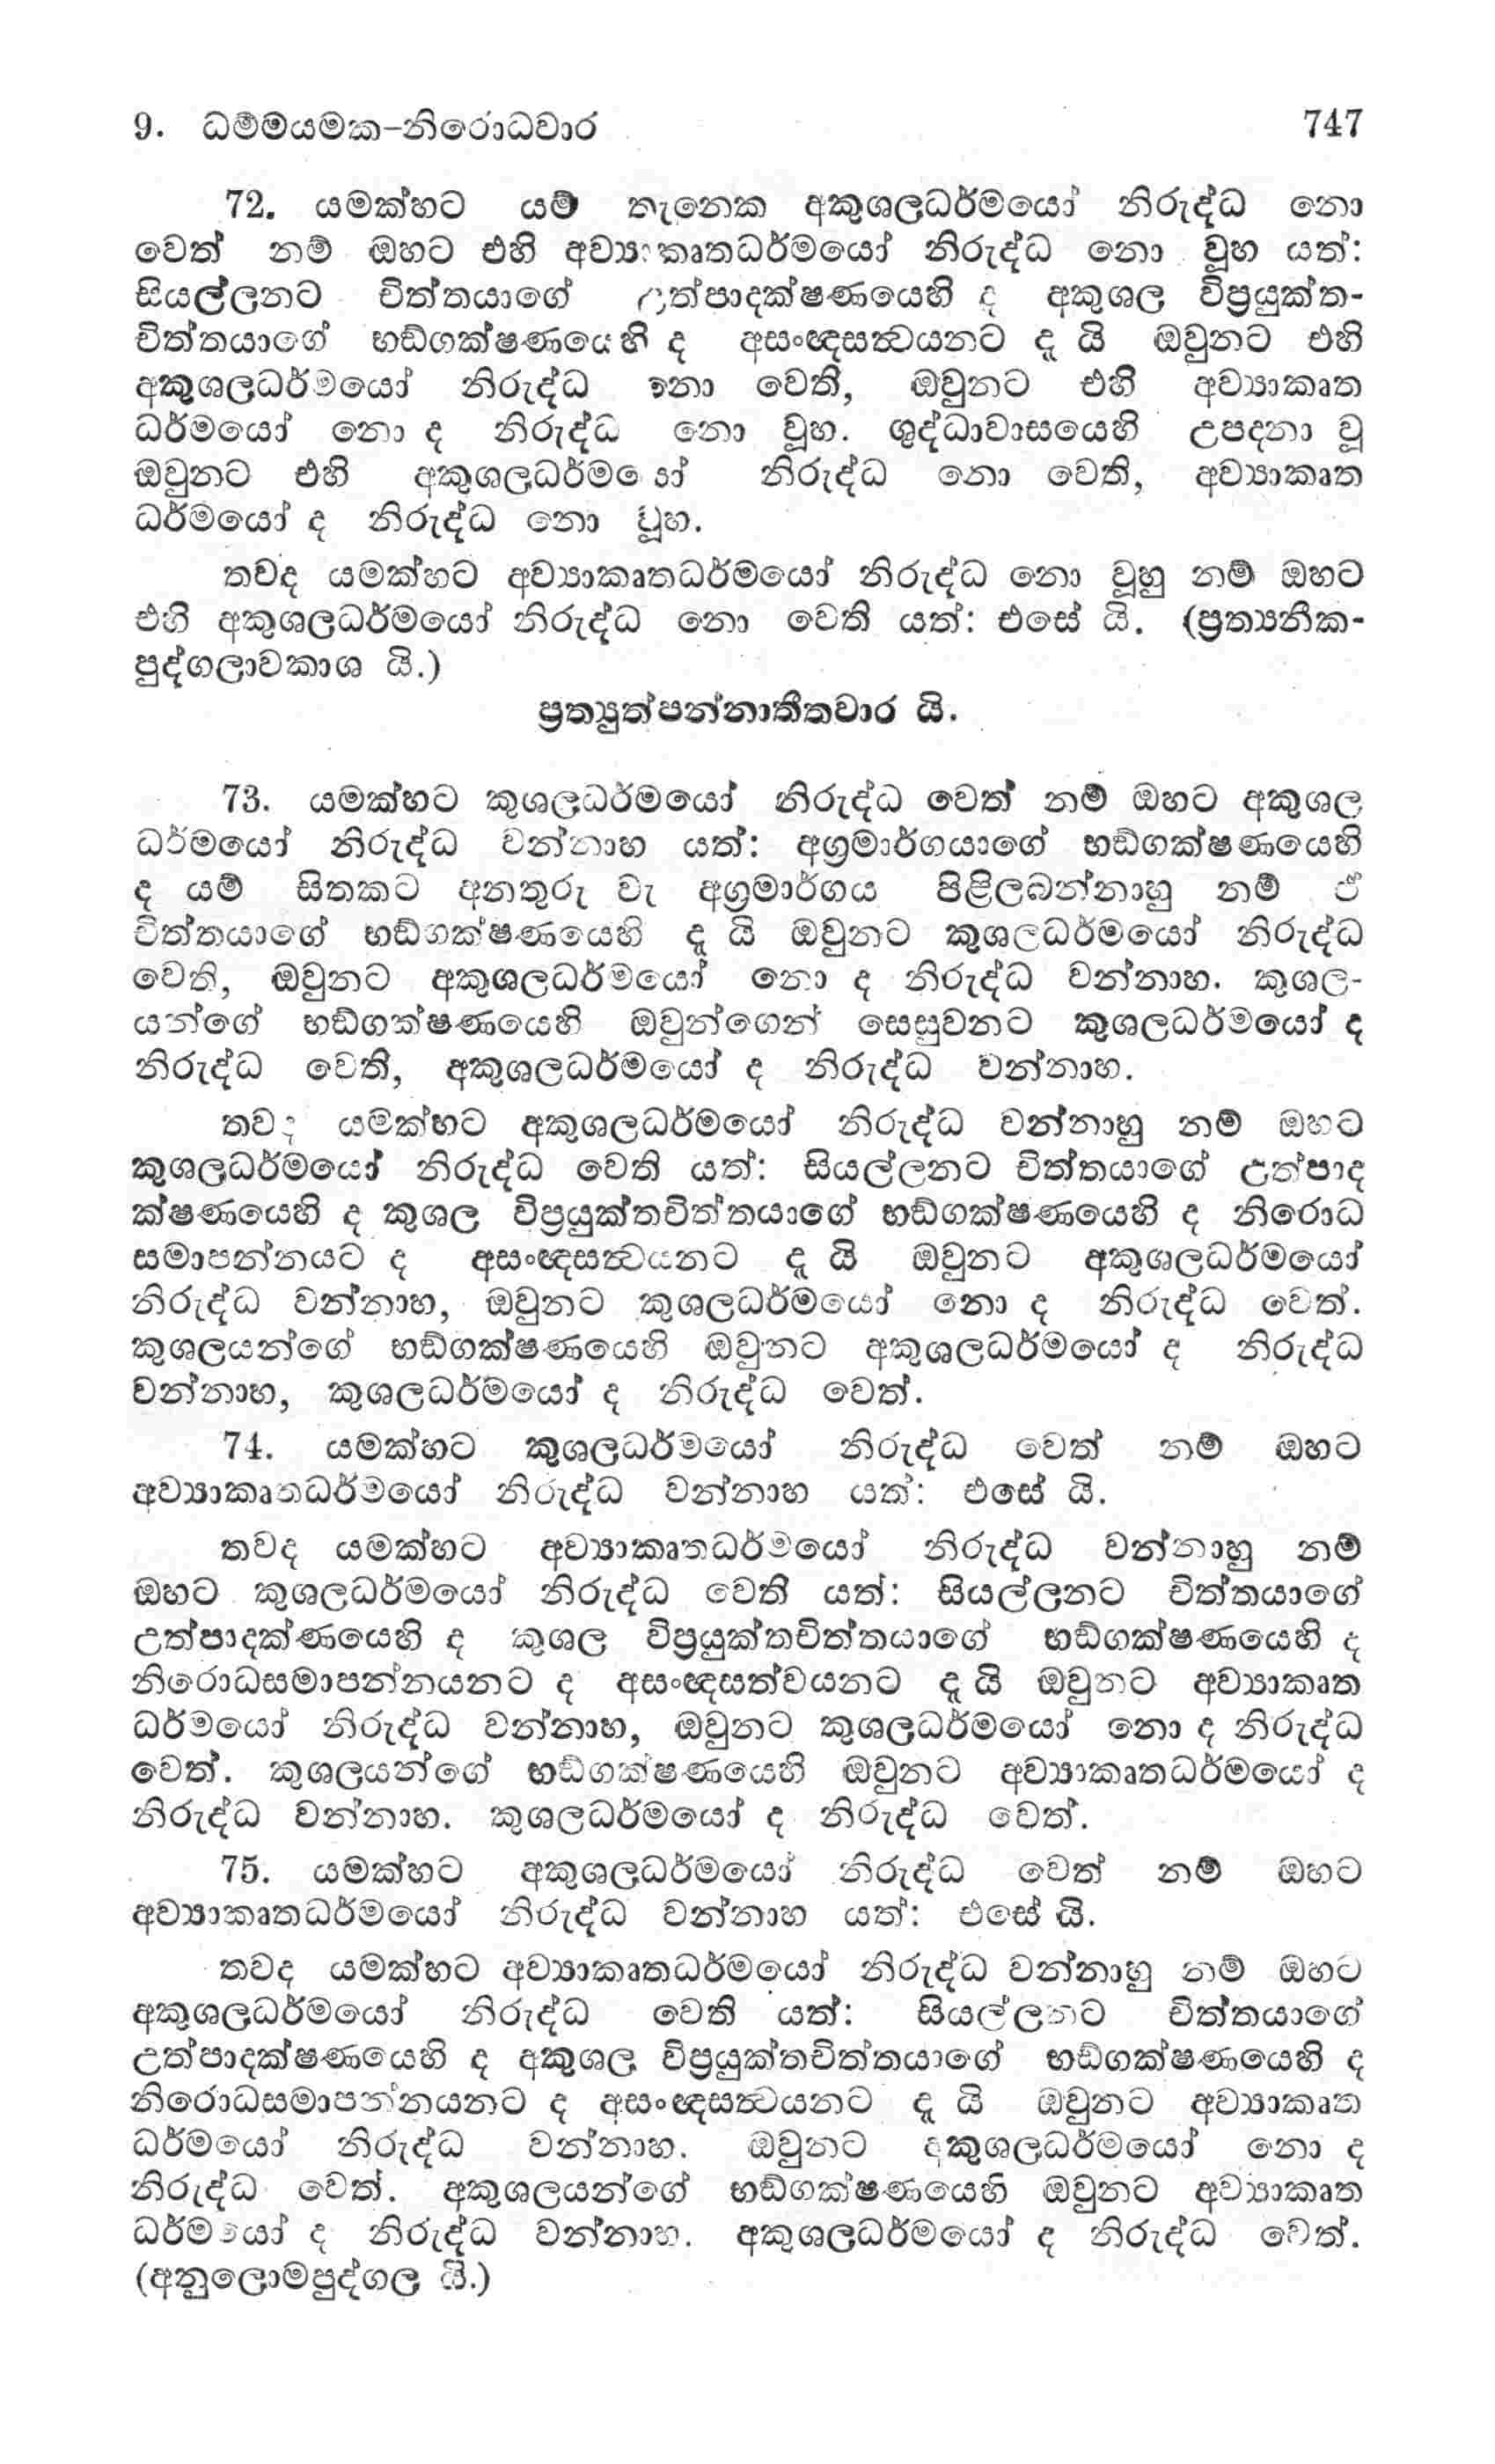 9. ධම්මයමක-නිරොධවාර 747
72. යමක්හට යම් තැනෙක අකුශලධර්මයෝ නිරුද්ධ නො
වෙත් නම් ඔහට එහි අව්‍යාකෘතධර්මයෝ නිරුද්ධ නො වූහ යත්:
සියල්ලනට චිත්තයාගේ උත්පාදක්ෂණයෙහි ද අකුශල විප්‍රයුක්ත-
චිත්තයාගේ භඞ්ගක්ෂණයෙහි ද අසංඥසත්‍වයනට දැ යි ඔවුනට එහි
අකුශලධර්මයෝ නිරුද්ධ නො වෙති, ඔවුනට එහි අව්‍යාකෘත
ධර්මයෝ නො ද නිරුද්ධ නො වූහ. ශුද්ධාවාසයෙහි උපදනා වූ
ඔවුනට එහි අකුශලධර්මයෝ නිරුද්ධ නො වෙති, අව්‍යාකෘත
ධර්මයෝ ද නිරුද්ධ නො වූහ.
තවද යමක්හට අව්‍යාකෘතධර්මයෝ නිරුද්ධ නො වූහු නම් ඔහට
එහි අකුශලධර්මයෝ නිරුද්ධ නො වෙති යත්: එසේ යි. (ප්‍රත්‍යනීක-
පුද්ගලාවකාශ යි.)
ප්‍රත්‍යුත්පන්නාතීතවාර යි.
73. යමක්හට කුශලධර්මයෝ නිරුද්ධ වෙත් නම් ඔහට අකුශල
ධර්මයෝ නිරුද්ධ වන්නාහ යත්: අග්‍රමාර්ගයාගේ භඞ්ගක්ෂණයෙහි
ද යම් සිතකට අනතුරු වැ අග්‍රමාර්ගය පිළිලබන්නාහු නම් ඒ
චිත්තයාගේ භඞ්ගක්ෂණයෙහි දැ යි ඔවුනට කුශලධර්මයෝ නිරුද්ධ
වෙති, ඔවුනට අකුශලධර්මයෝ නො ද නිරුද්ධ වන්නාහ. කුශල-
යන්ගේ භඞ්ගක්ෂණයෙහි ඔවුන්ගෙන් සෙසුවනට කුශලධර්මයෝ ද
නිරුද්ධ වෙති, අකුශලධර්මයෝ ද නිරුද්ධ වන්නාහ.
තවද යමක්හට අකුශලධර්මයෝ නිරුද්ධ වන්නාහු නම් ඔහට
කුශලධර්මයෝ නිරුද්ධ වෙති යත්: සියල්ලනට චිත්තයාගේ උත්පාද
ක්ෂණයෙහි ද කුශල විප්‍රයුක්තචිත්තයාගේ භඞ්ගක්ෂණයෙහි ද නිරොධ
සමාපන්නයට ද අසංඥසත්‍වයනට දැ යි ඔවුනට අකුශලධර්මයෝ
නිරුද්ධ වන්නාහ, ඔවුනට කුශලධර්මයෝ නො ද නිරුද්ධ වෙත්.
කුශලයන්ගේ භඞ්ගක්ෂණයෙහි ඔවුනට අකුශලධර්මයෝ ද නිරුද්ධ
වන්නාහ, කුශලධර්මයෝ ද නිරුද්ධ වෙත්.
74. යමක්හට කුශලධර්මයෝ නිරුද්ධ වෙත් නම් ඔහට
අව්‍යාකෘතධර්මයෝ නිරුද්ධ වන්නාහ යත්: එසේ යි.
තවද යමක්හට අව්‍යාකෘතධර්මයෝ නිරුද්ධ වන්නාහු නම්
ඔහට කුශලධර්මයෝ නිරුද්ධ වෙති යත්: සියල්ලනට චිත්තයාගේ
උත්පාදක්ණයෙහි ද කුශල විප්‍රයුක්තචිත්තයාගේ භඞ්ගක්ෂණයෙහි ද
නිරොධසමාපන්නයනට ද අසංඥසත්වයනට දැ යි ඔවුනට අව්‍යාකෘත
ධර්මයෝ නිරුද්ධ වන්නාහ, ඔවුනට කුශලධර්මයෝ නො ද නිරුද්ධ
වෙත්. කුශලයන්ගේ භඞ්ගක්ෂණයෙහි ඔවුනට අව්‍යාකෘතධර්මයෝ ද
නිරුද්ධ වන්නාහ. කුශලධර්මයෝ ද නිරුද්ධ වෙත්.
75. යමක්හට අකුශලධර්මයෝ නිරුද්ධ වෙත් නම් ඔහට
අව්‍යාකෘතධර්මයෝ නිරුද්ධ වන්නාහ යත්: එසේ යි.
තවද යමක්හට අව්‍යාකෘතධර්මයෝ නිරුද්ධ වන්නාහු නම් ඔහට
අකුශලධර්මයෝ නිරුද්ධ වෙති යත්: සියල්ලනට චිත්තයාගේ
උත්පාදක්ෂණයෙහි ද අකුශල විප්‍රයුක්තචිත්තයාගේ භඞ්ගක්ෂණයෙහි ද
නිරොධසමාපන්නයනට ද අසංඥසත්‍වයනට දැ යි ඔවුනට අව්‍යාකෘත
ධර්මයෝ නිරුද්ධ වන්නාහ. ඔවුනට අකුශලධර්මයෝ නො ද
නිරුද්ධ වෙත්. අකුශලයන්ගේ භඞ්ගක්ෂණයෙහි ඔවුනට අව්‍යාකෘත
ධර්මයෝ ද නිරුද්ධ වන්නාහ. අකුශලධර්මයෝ ද නිරුද්ධ වෙත්.
(අනුලොමපුද්ගල යි.)